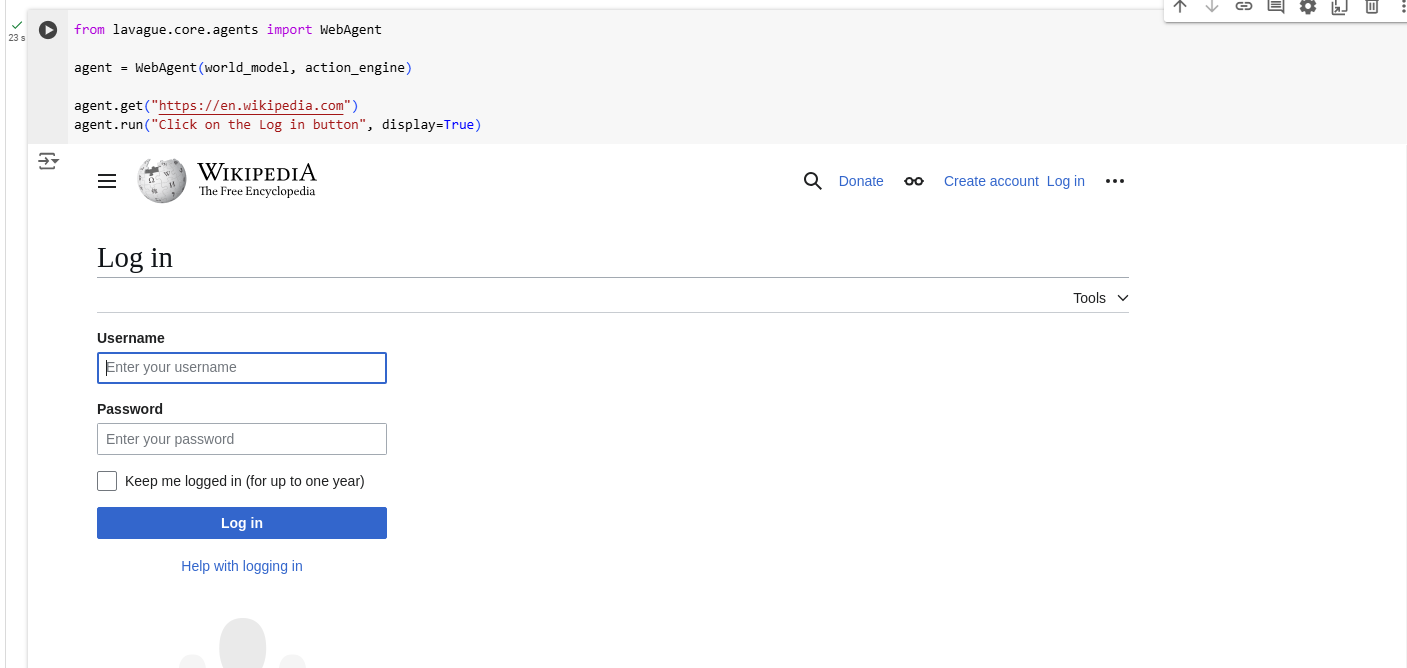 23 s
from lavague.core.agents import WebAgent
agent = WebAgent(world_model, action_engine)
agent.get("https://en.wikipedia.com")
agent.run("Click on the Log in button", display=True)
WIKIPEDIA
The Free Encyclopedia
Donate Create account Log in
Log in
Tools
Username
Enter your username
Password
Enter your password
Keep me logged in (for up to one year)
Log in
Help with logging in